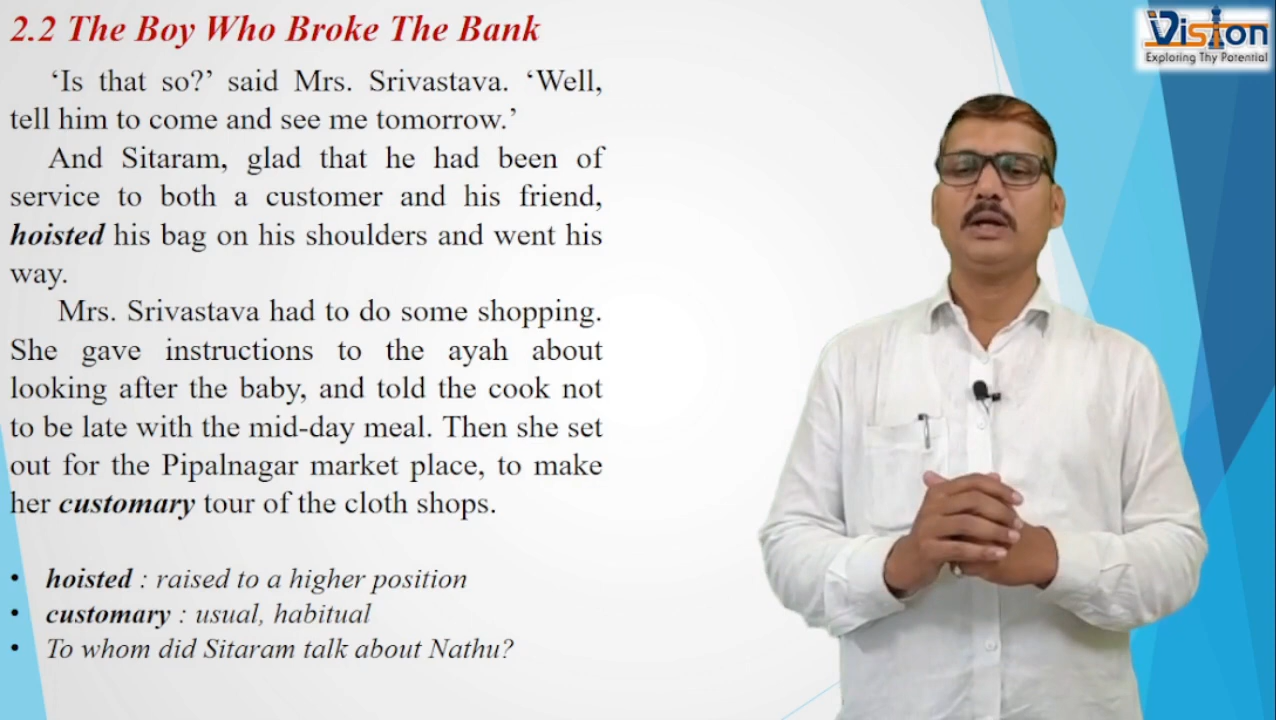 2.2 The Boy Who Broke The Bank
Vision
Exploring Thy Potential
‘Is that so?’ said Mrs. Srivastava. ‘Well,
tell him to come and see me tomorrow.’
And Sitaram, glad that he had been of
service to both a customer and his friend,
hoisted his bag on his shoulders and went his
way.
Mrs. Srivastava had to do some shopping.
She gave instructions to the ayah about
looking after the baby, and told the cook not
to be late with the mid-day meal. Then she set
out for the Pipalnagar market place, to make
her customary tour of the cloth shops.
• hoisted : raised to a higher position
• customary : usual, habitual
• To whom did Sitaram talk about Nathu?